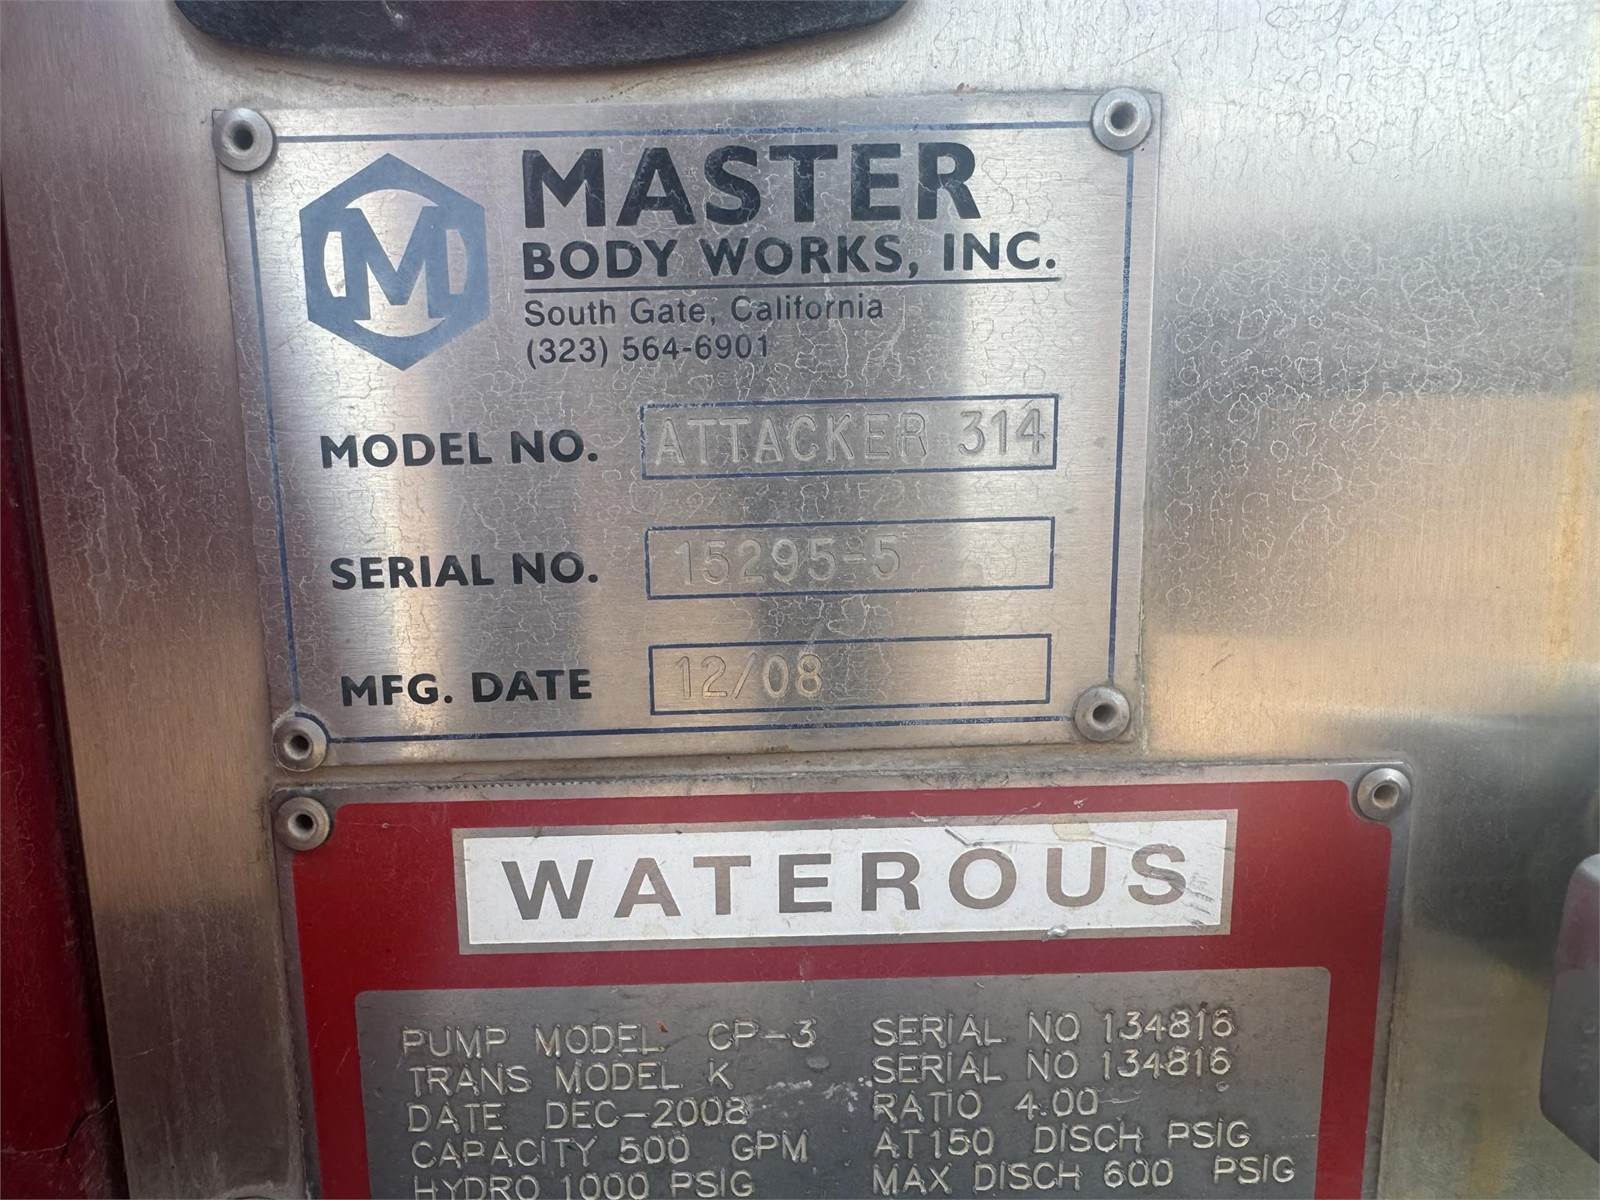 M
MASTER
BODY WORKS, INC.
South Gate, California
(323) 564-6901
MODEL NO. ATTACKER 314
SERIAL NO. 15295-5
MFG. DATE 12/08
WATEROUS
PUMP MODEL CP-3 SERIAL NO 134816
TRANS MODEL K SERIAL NO 134816
DATE DEC-2008 RATIO 4.00
CAPACITY 500 GPM AT150 DISCH PSIG
HYDRO 1000 PSIG MAX DISCH 600 PSIG